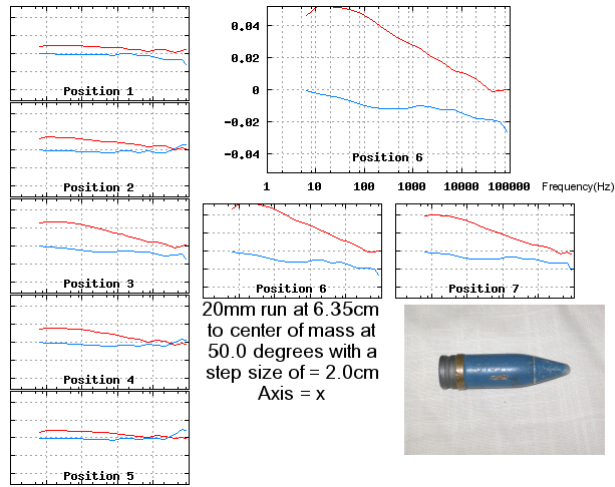 Position 1
Position 2
Position 3
Position 4
Position 5
0.04
0.02
0
-0.02
-0.04
Position 6
1 10 100 1000 10000 100000 Frequency(Hz)
Position 6
Position 7
20mm run at 6.35cm
to center of mass at
50.0 degrees with a
step size of = 2.0cm
Axis = x